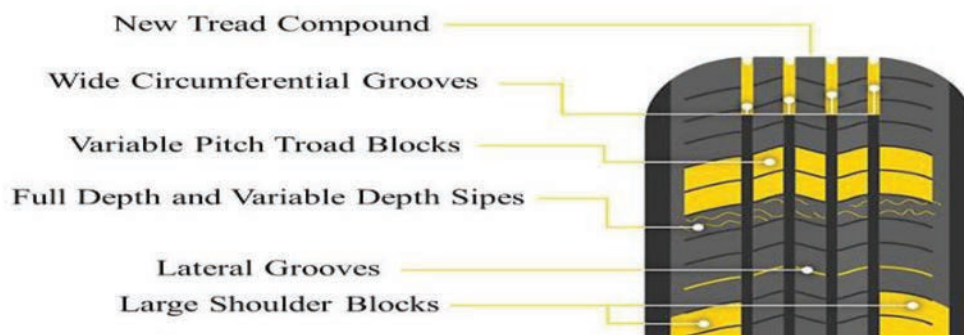 New Tread Compound
Wide Circumferential Grooves
Variable Pitch Troad Blocks
Full Depth and Variable Depth Sipes
Lateral Grooves
Large Shoulder Blocks